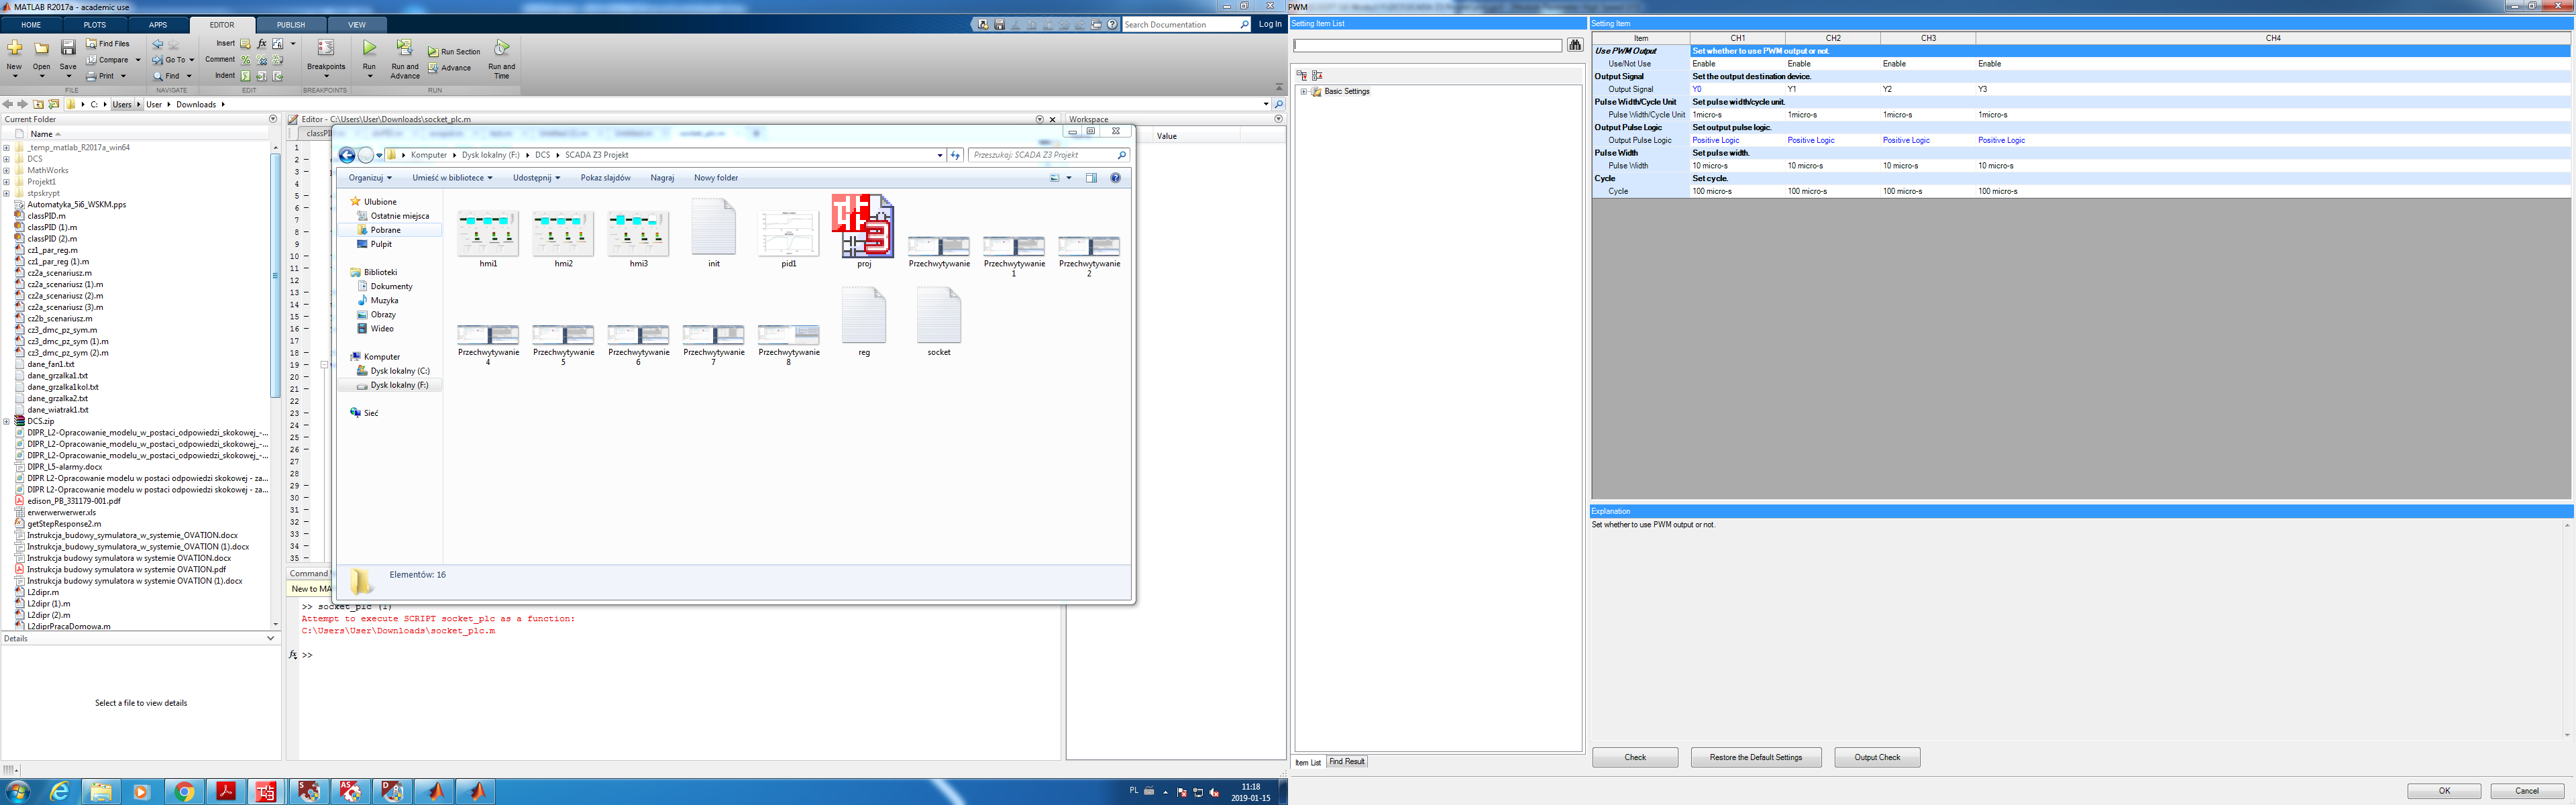 MATLAB R2017a - academic use
HOME PLOTS APPS EDITOR PUBLISH VIEW
Search Documentation
Log In
New Open Save
Find Files
Compare
Print
Go To
Find
Insert
Comment
Indent
Breakpoints
Run
Run and Advance
Run Section
Advance
Run and Time
FILE NAVIGATE EDIT BREAKPOINTS RUN
C: Users User Downloads
Current Folder
Name
_temp_matlab_R2017a_win64
DCS
MathWorks
Projekt1
stpskrypt
Automatyka_5i6_WSKM.pps
classPID.m
classPID (1).m
classPID (2).m
cz1_par_reg.m
cz1_par_reg (1).m
cz2a_scenariusz.m
cz2a_scenariusz (1).m
cz2a_scenariusz (2).m
cz2a_scenariusz (3).m
cz2b_scenariusz.m
cz3_dmc_pz_sym.m
cz3_dmc_pz_sym (1).m
cz3_dmc_pz_sym (2).m
dane_fan1.txt
dane_grzalka1.txt
dane_grzalka1kol.txt
dane_grzalka2.txt
dane_wiatrak1.txt
DCS.zip
DIPR_L2-Opracowanie_modelu_w_postaci_odpowiedzi_skokowej_-...
DIPR_L2-Opracowanie_modelu_w_postaci_odpowiedzi_skokowej_-...
DIPR_L2-Opracowanie_modelu_w_postaci_odpowiedzi_skokowej_-...
DIPR_L5-alarmy.docx
DIPR L2-Opracowanie modelu w postaci odpowiedzi skokowej - za...
DIPR L2-Opracowanie modelu w postaci odpowiedzi skokowej - za...
edison_PB_331179-001.pdf
erwerwerwerwer.xls
getStepResponse2.m
Instrukcja_budowy_symulatora_w_systemie_OVATION.docx
Instrukcja_budowy_symulatora_w_systemie_OVATION (1).docx
Instrukcja budowy symulatora w systemie OVATION.docx
Instrukcja budowy symulatora w systemie OVATION.pdf
Instrukcja budowy symulatora w systemie OVATION (1).docx
L2dipr.m
L2dipr (1).m
L2dipr (2).m
L2diprPracaDomowa.m
Details
Select a file to view details
Editor - C:\Users\User\Downloads\socket_plc.m
classPI
1
2
3
4
5
6
7
8
9
10
11
12
13
14
15
16
17
18
19
20
21
22
23
24
25
26
27
28
29
30
31
32
33
34
35
Workspace
Value
Komputer Dysk lokalny (F:) DCS SCADA Z3 Projekt
Przeszukaj: SCADA Z3 Projekt
Organizuj Umieść w bibliotece Udostępnij Pokaz slajdów Nagraj Nowy folder
Ulubione
Ostatnie miejsca
Pobrane
Pulpit
Biblioteki
Dokumenty
Muzyka
Obrazy
Wideo
Komputer
Dysk lokalny (C:)
Dysk lokalny (F:)
Sieć
hmi1 hmi2 hmi3 init pid1 proj Przechwytywanie Przechwytywanie1 Przechwytywanie2
Przechwytywanie4 Przechwytywanie5 Przechwytywanie6 Przechwytywanie7 Przechwytywanie8 reg socket
Elementów: 16
Command
New to MA
>> socket_plc (1)
Attempt to execute SCRIPT socket_plc as a function:
C:\Users\User\Downloads\socket_plc.m
fx >>
PL
11:18
2019-01-15
PWM
Setting Item List
Basic Settings
Item List Find Result
Setting Item
Item CH1 CH2 CH3 CH4
Use PWM Output Set whether to use PWM output or not.
Use/Not Use Enable Enable Enable Enable
Output Signal Set the output destination device.
Output Signal Y0 Y1 Y2 Y3
Pulse Width/Cycle Unit Set pulse width/cycle unit.
Pulse Width/Cycle Unit 1micro-s 1micro-s 1micro-s 1micro-s
Output Pulse Logic Set output pulse logic.
Output Pulse Logic Positive Logic Positive Logic Positive Logic Positive Logic
Pulse Width Set pulse width.
Pulse Width 10 micro-s 10 micro-s 10 micro-s 10 micro-s
Cycle Set cycle.
Cycle 100 micro-s 100 micro-s 100 micro-s 100 micro-s
Explanation
Set whether to use PWM output or not.
Check Restore the Default Settings Output Check
OK Cancel